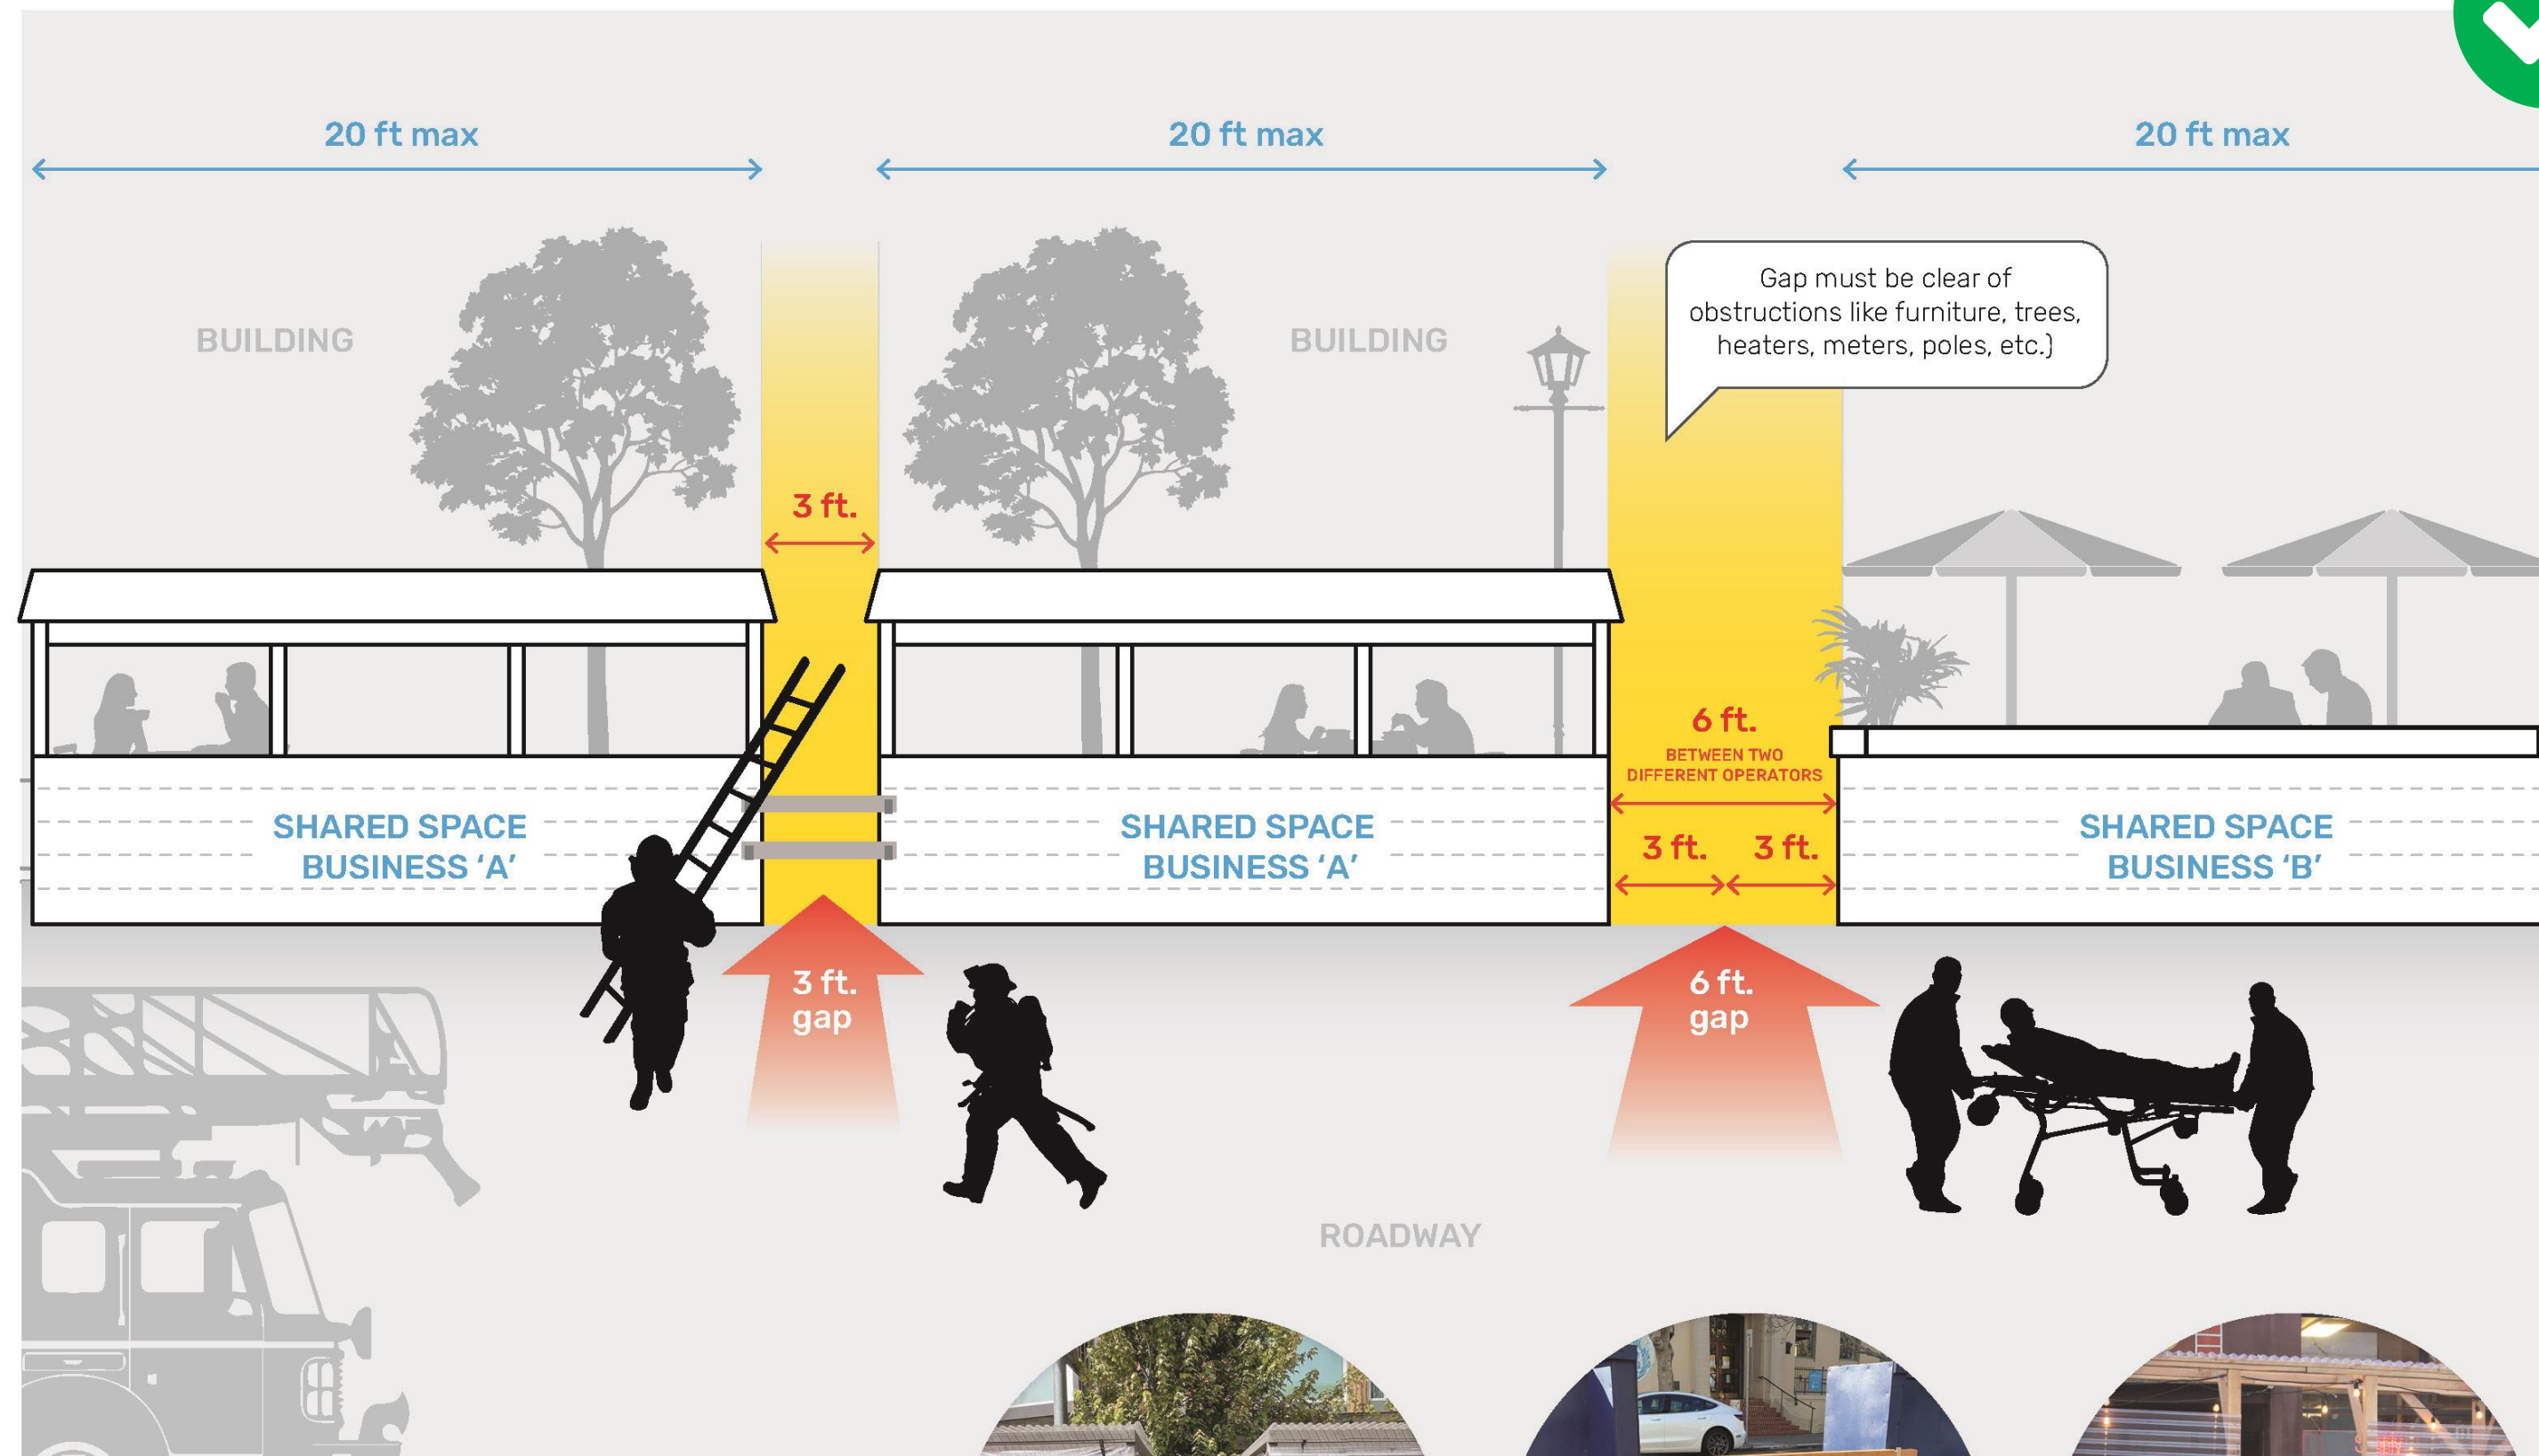 20 ft max
20 ft max
20 ft max
Gap must be clear of
obstructions like furniture, trees,
heaters, meters, poles, etc.)
BUILDING
BUILDING
3 ft.
6 ft.
BETWEEN TWO
DIFFERENT OPERATORS
3 ft.
3 ft.
SHARED SPACE
BUSINESS ‘A’
SHARED SPACE
BUSINESS ‘A’
SHARED SPACE
BUSINESS ‘B’
3 ft.
gap
6 ft.
gap
ROADWAY